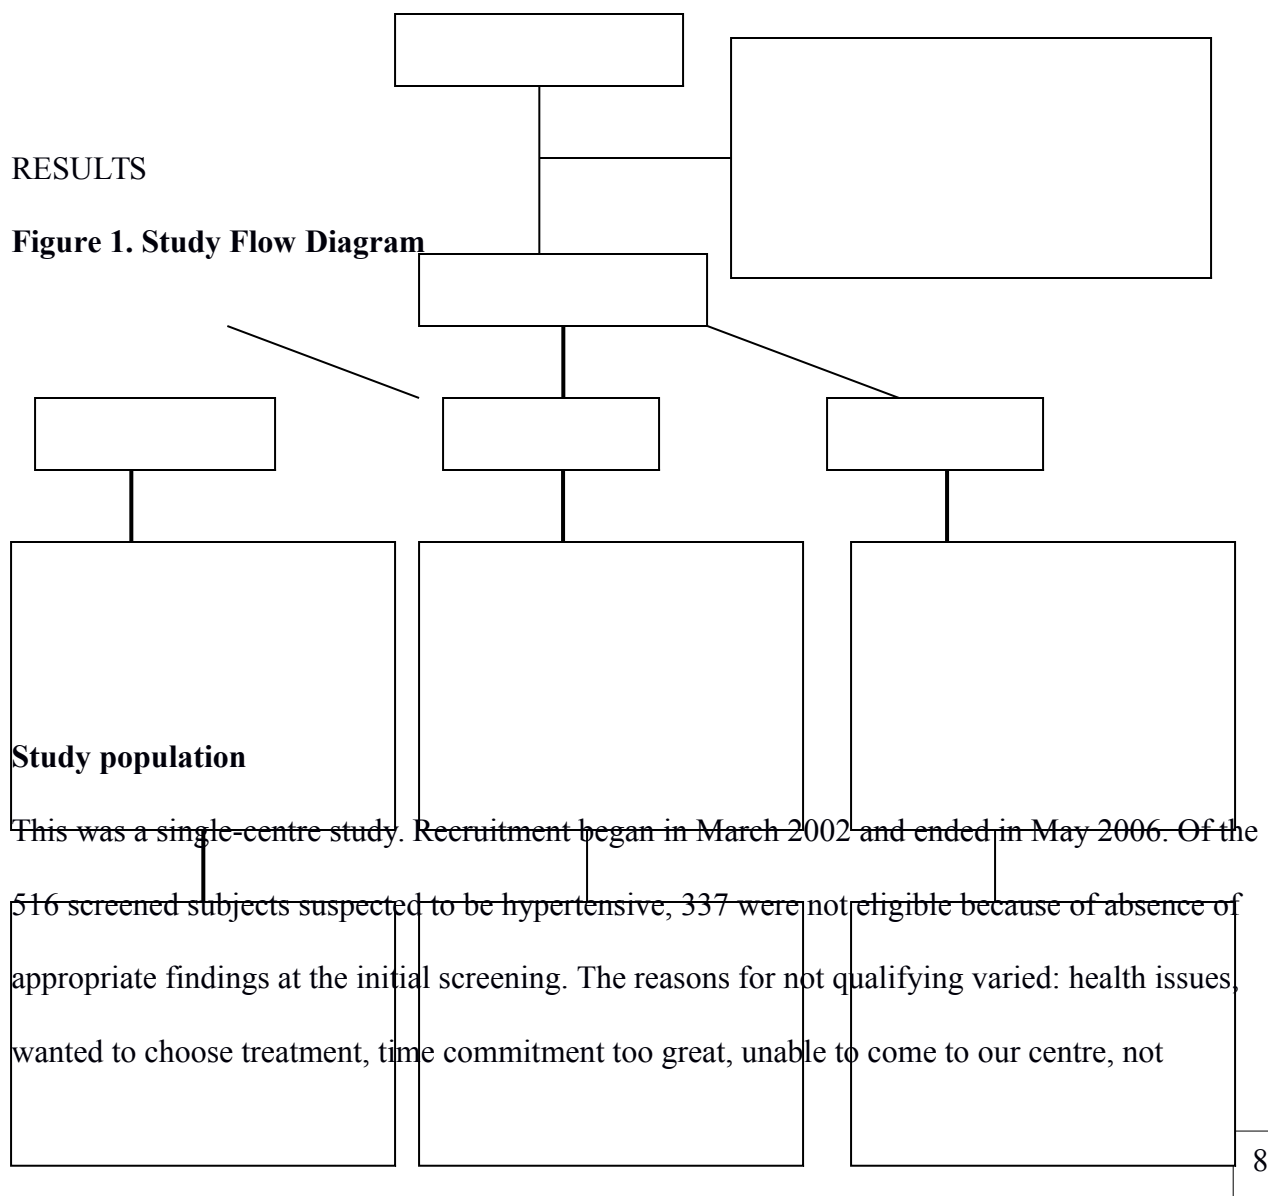 RESULTS
Figure 1. Study Flow Diagram
Study population
This was a single-centre study. Recruitment began in March 2002 and ended in May 2006. Of the
516 screened subjects suspected to be hypertensive, 337 were not eligible because of absence of
appropriate findings at the initial screening. The reasons for not qualifying varied: health issues,
wanted to choose treatment, time commitment too great, unable to come to our centre, not
8